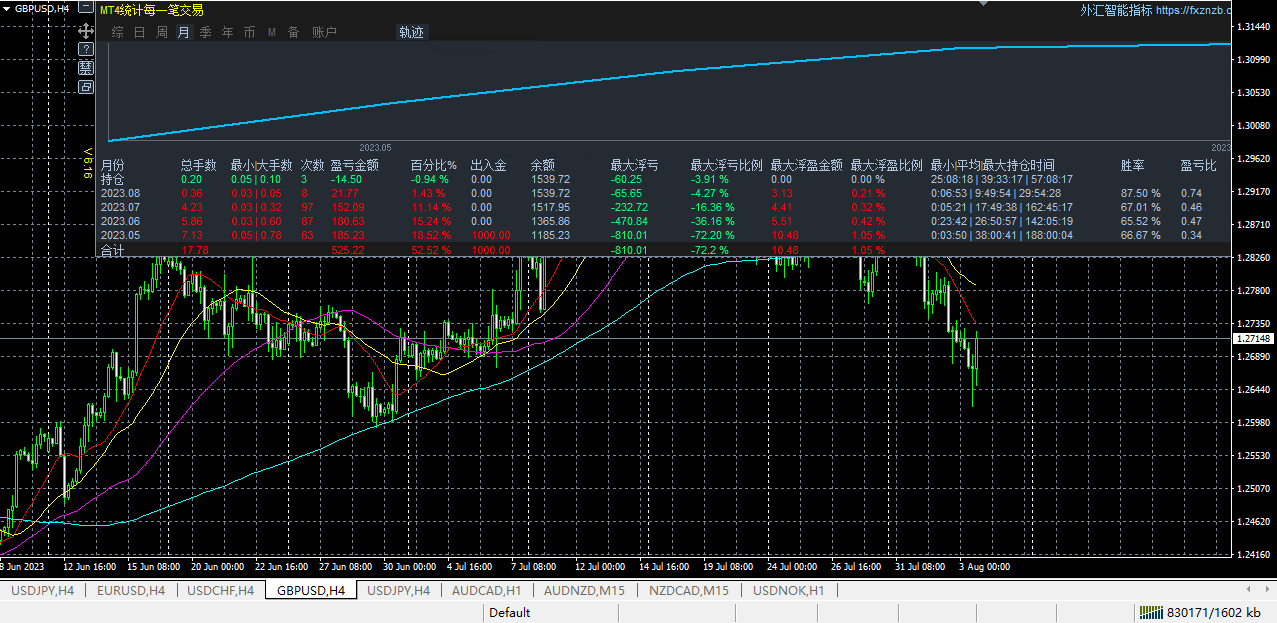 GBPUSD,H4 MT4统计每一笔交易 外汇智能指标 https://fxznzb.c
综 日 周 月 季 年 币 M 备 账户 轨迹
?
禁
V 6.16
2023.05 2023
月份 总手数 最小|大手数 次数 盈亏金额 百分比% 出入金 余额 最大浮亏 最大浮亏比例 最大浮盈金额 最大浮盈比例 最小|平均|最大持仓时间 胜率 盈亏比
持仓 0.20 0.05 | 0.10 3 -14.50 -0.94 % 0.00 1539.72 -60.25 -3.91 % 0.00 0.00 % 25:08:18 | 39:33:17 | 57:08:17
2023.08 0.36 0.03 | 0.05 8 21.77 1.43 % 0.00 1539.72 -65.65 -4.27 % 3.13 0.21 % 0:06:53 | 9:49:54 | 29:54:28 87.50 % 0.74
2023.07 4.23 0.03 | 0.32 97 152.09 11.14 % 0.00 1517.95 -232.72 -16.36 % 4.41 0.32 % 0:05:21 | 17:49:38 | 162:45:17 67.01 % 0.46
2023.06 5.86 0.03 | 0.60 87 180.63 15.24 % 0.00 1365.86 -470.84 -36.16 % 5.51 0.42 % 0:23:42 | 26:50:57 | 142:05:19 65.52 % 0.47
2023.05 7.13 0.05 | 0.78 63 185.23 18.52 % 1000.00 1185.23 -810.01 -72.20 % 10.48 1.05 % 0:03:50 | 38:00:41 | 188:00:04 66.67 % 0.34
合计 17.78 525.22 52.52 % 1000.00 -810.01 -72.2 % 10.48 1.05 %
1.31440
1.30990
1.30530
1.30080
1.29620
1.29170
1.28710
1.28260
1.27800
1.27350
1.27148
1.26890
1.26440
1.25980
1.25530
1.25070
1.24620
1.24160
8 Jun 2023 12 Jun 16:00 15 Jun 08:00 20 Jun 00:00 22 Jun 16:00 27 Jun 08:00 30 Jun 00:00 4 Jul 16:00 7 Jul 08:00 12 Jul 00:00 14 Jul 16:00 19 Jul 08:00 24 Jul 00:00 26 Jul 16:00 31 Jul 08:00 3 Aug 00:00
USDJPY,H4 EURUSD,H4 USDCHF,H4 GBPUSD,H4 USDJPY,H4 AUDCAD,H1 AUDNZD,M15 NZDCAD,M15 USDNOK,H1
Default 830171/1602 kb